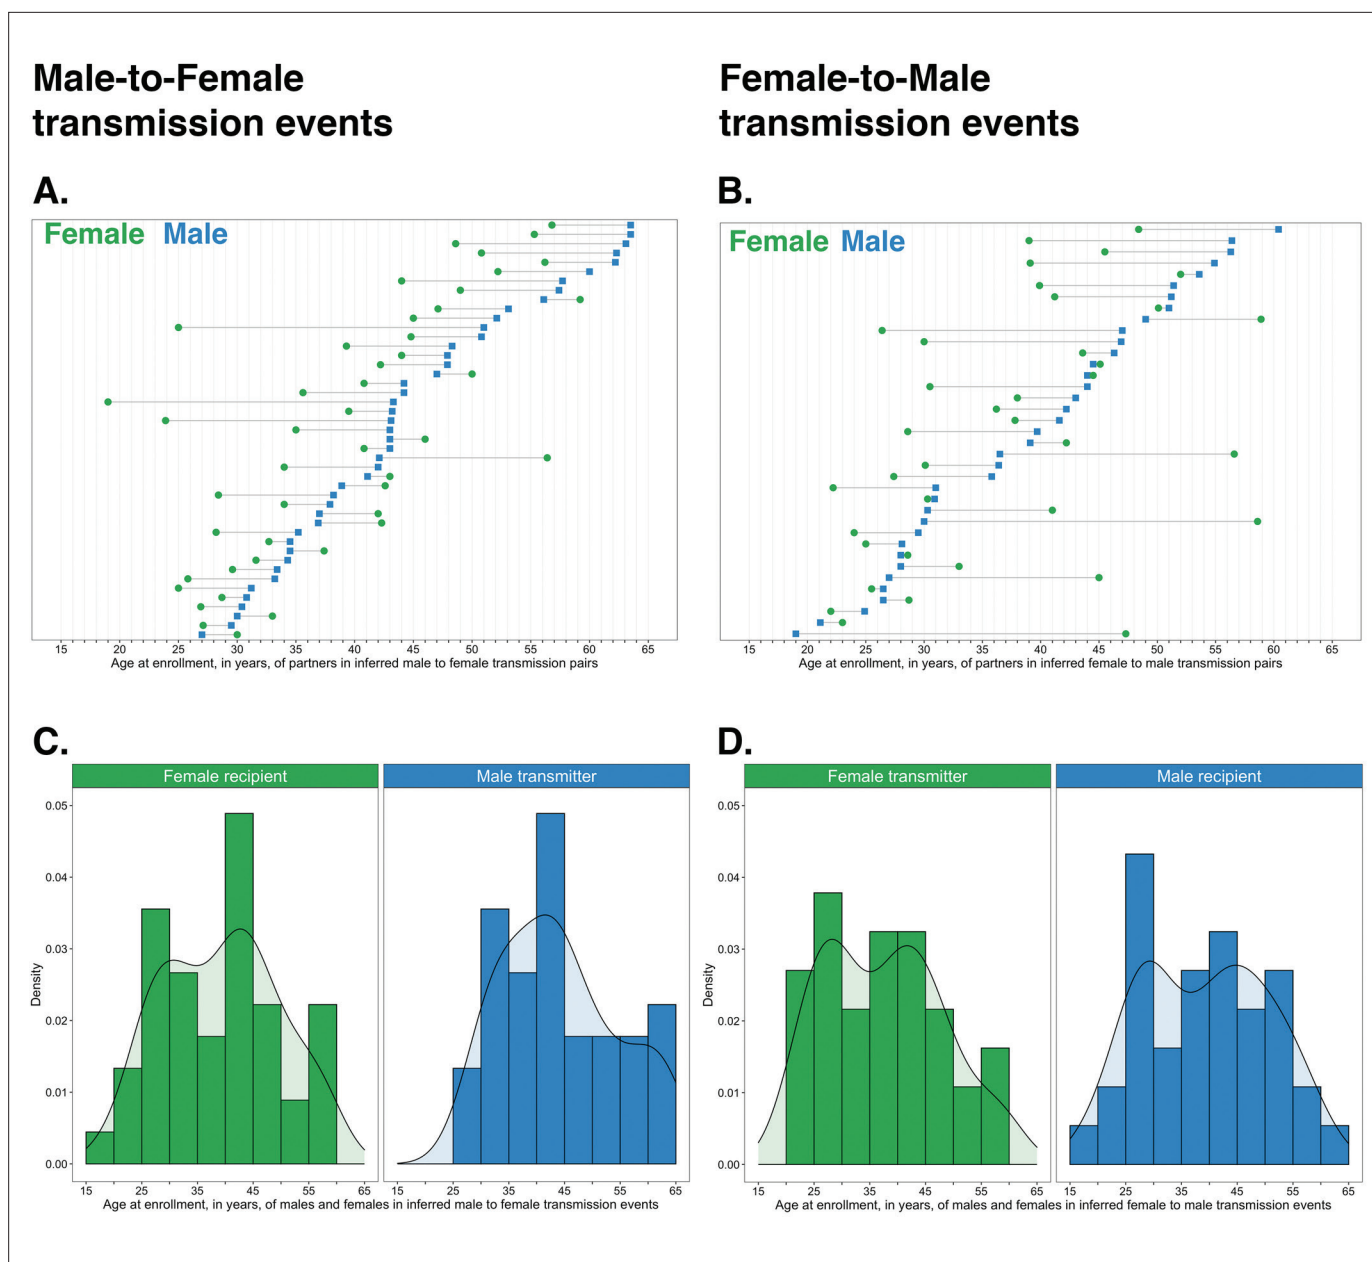 Male-to-Female
transmission events
Female-to-Male
transmission events
A.
Female Male
15 20 25 30 35 40 45 50 55 60 65
Age at enrollment, in years, of partners in inferred male to female transmission pairs
B.
Female Male
15 20 25 30 35 40 45 50 55 60 65
Age at enrollment, in years, of partners in inferred female to male transmission pairs
C.
Female recipient
Male transmitter
0.05
0.04
0.03
0.02
0.01
0.00
Density
15 25 35 45 55 65
15 25 35 45 55 65
Age at enrollment, in years, of males and females in inferred male to female transmission events
D.
Female transmitter
Male recipient
0.05
0.04
0.03
0.02
0.01
0.00
Density
15 25 35 45 55 65
15 25 35 45 55 65
Age at enrollment, in years, of males and females in inferred female to male transmission events